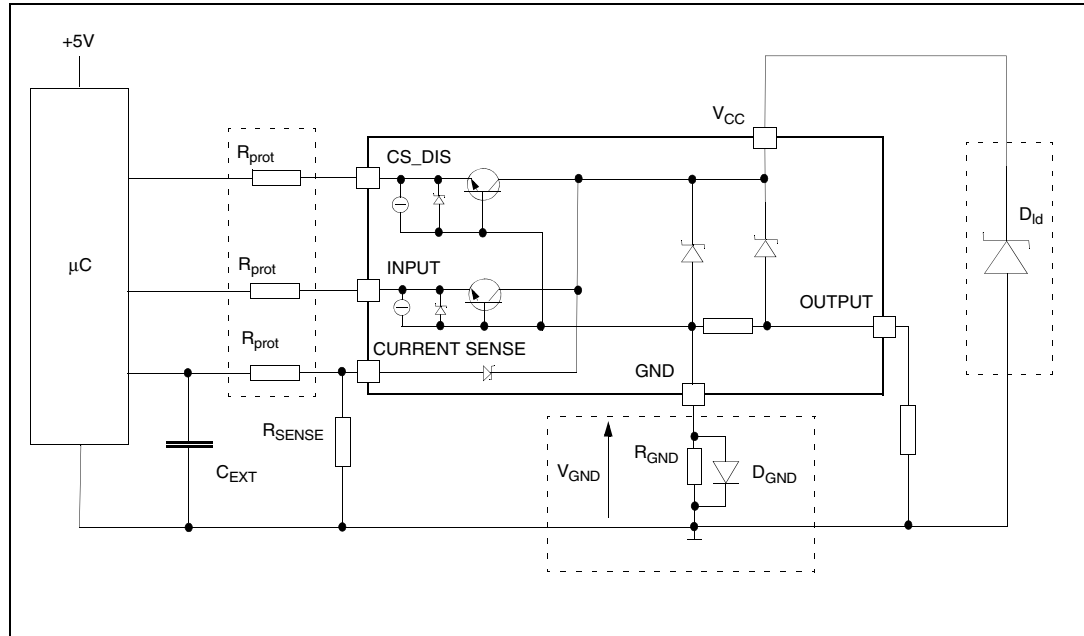 +5V
V_CC
R_prot
CS_DIS
D_ld
μC
R_prot
INPUT
OUTPUT
R_prot
CURRENT SENSE
GND
R_SENSE
R_GND
V_GND
D_GND
C_EXT